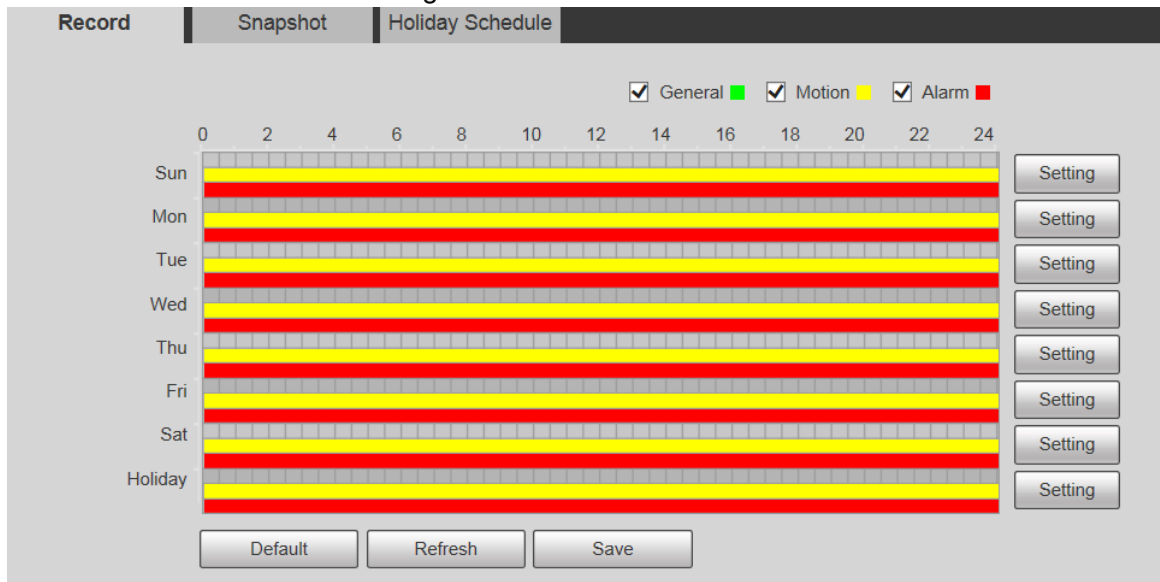 Record Snapshot Holiday Schedule
General Motion Alarm
0 2 4 6 8 10 12 14 16 18 20 22 24
Sun Setting
Mon Setting
Tue Setting
Wed Setting
Thu Setting
Fri Setting
Sat Setting
Holiday Setting
Default Refresh Save